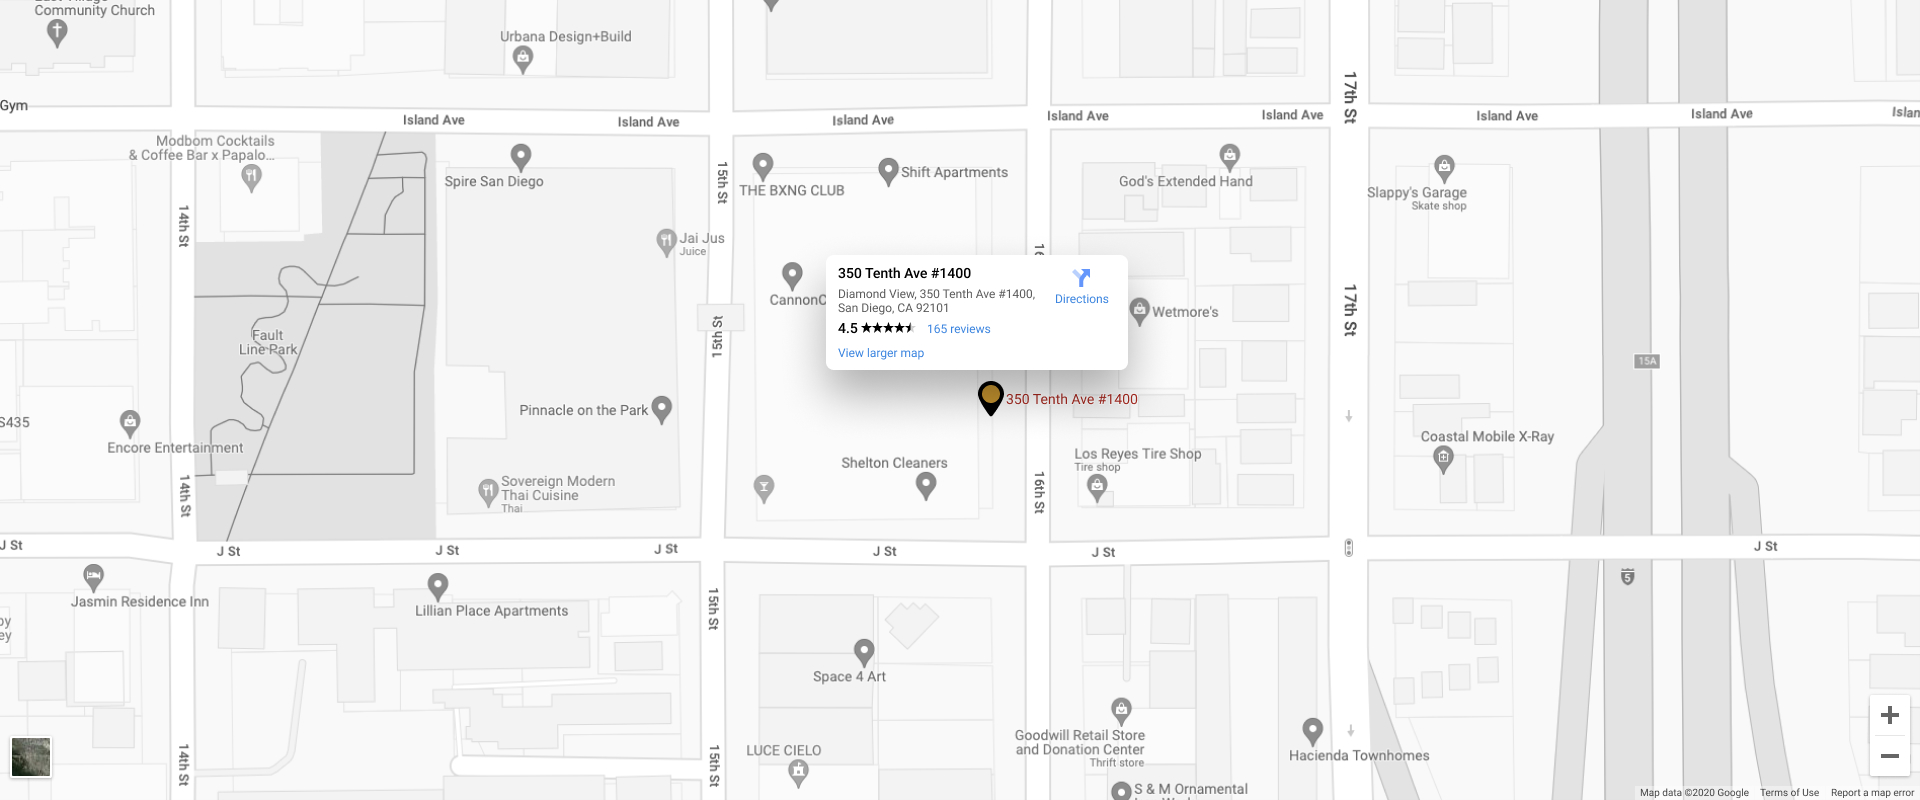 Community Church
Urbana Design+Build
Gym
Island Ave
Island Ave
Island Ave
Island Ave
Island Ave
Island Ave
Island Ave
17th St
Modbom Cocktails
& Coffee Bar x Papalo...
Spire San Diego
15th St
THE BXNG CLUB
Shift Apartments
God's Extended Hand
Slappy's Garage
Skate shop
14th St
Jai Jus
Juice
350 Tenth Ave #1400
Diamond View, 350 Tenth Ave #1400,
San Diego, CA 92101
4.5
165 reviews
View larger map
Directions
Wetmore's
17th St
Fault
Line Park
15th St
15A
350 Tenth Ave #1400
Pinnacle on the Park
S435
Encore Entertainment
Coastal Mobile X-Ray
Shelton Cleaners
Los Reyes Tire Shop
Tire shop
Sovereign Modern
Thai Cuisine
Thai
14th St
16th St
J St
J St
J St
J St
J St
J St
J St
5
Jasmin Residence Inn
Lillian Place Apartments
15th St
Space 4 Art
14th St
15th St
LUCE CIELO
Goodwill Retail Store
and Donation Center
Thrift store
Hacienda Townhomes
S & M Ornamental
Map data ©2020 Google
Terms of Use
Report a map error